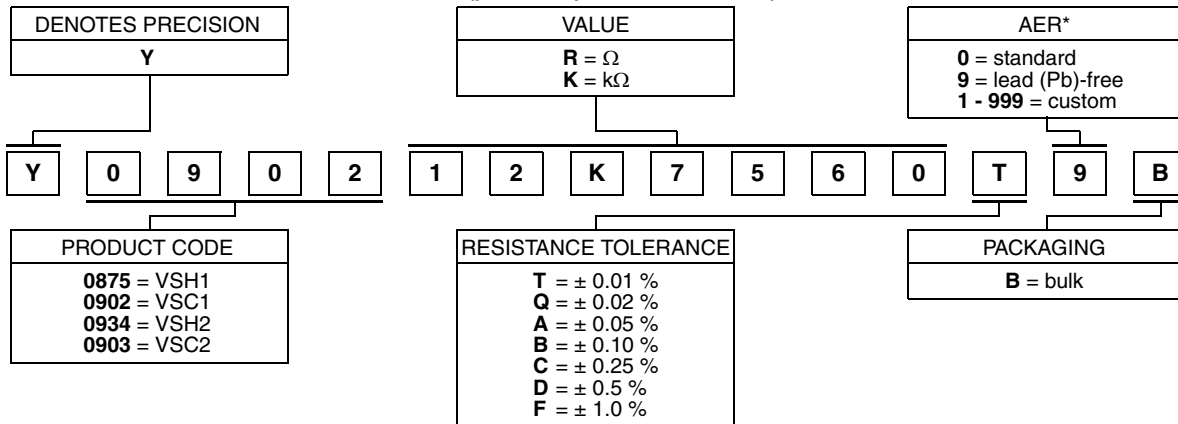 DENOTES PRECISION
Y
VALUE
R = Ω
K = kΩ
AER*
0 = standard
9 = lead (Pb)-free
1 - 999 = custom
Y 0 9 0 2 1 2 K 7 5 6 0 T 9 B
PRODUCT CODE
0875 = VSH1
0902 = VSC1
0934 = VSH2
0903 = VSC2
RESISTANCE TOLERANCE
T = ± 0.01 %
Q = ± 0.02 %
A = ± 0.05 %
B = ± 0.10 %
C = ± 0.25 %
D = ± 0.5 %
F = ± 1.0 %
PACKAGING
B = bulk